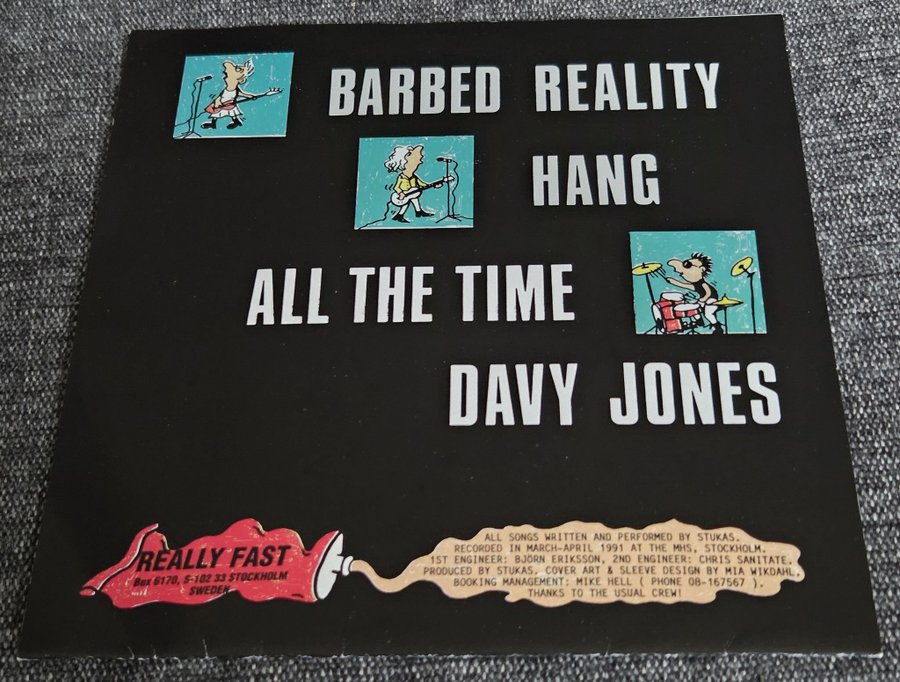 BARBED REALITY
HANG
ALL THE TIME
DAVY JONES
REALLY FAST
Box 6170, S-102 33 STOCKHOLM
SWEDEN
ALL SONGS WRITTEN AND PERFORMED BY STUKAS.
RECORDED IN MARCH-APRIL 1991 AT THE MHS, STOCKHOLM.
1ST ENGINEER: BJÖRN ERIKSSON, 2ND ENGINEER: CHRIS SANITATE.
PRODUCED BY STUKAS, COVER ART & SLEEVE DESIGN BY MIA WIKDAHL.
BOOKING MANAGEMENT: MIKE HELL ( PHONE 08-167567 ).
THANKS TO THE USUAL CREW!